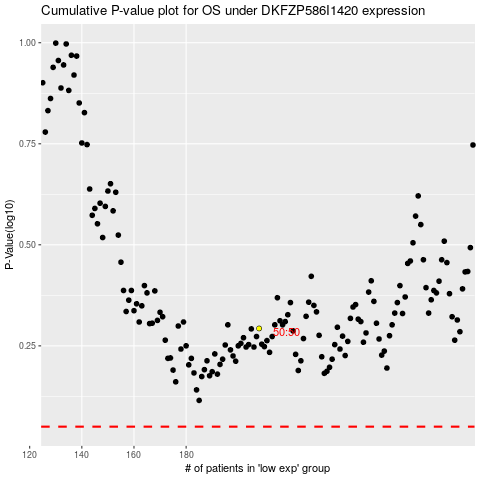 Cumulative P-value plot for OS under DKFZP586I1420 expression
P-Value(log10)
1.00
0.75
0.50
0.25
50:50
120 140 160 180
# of patients in 'low exp' group